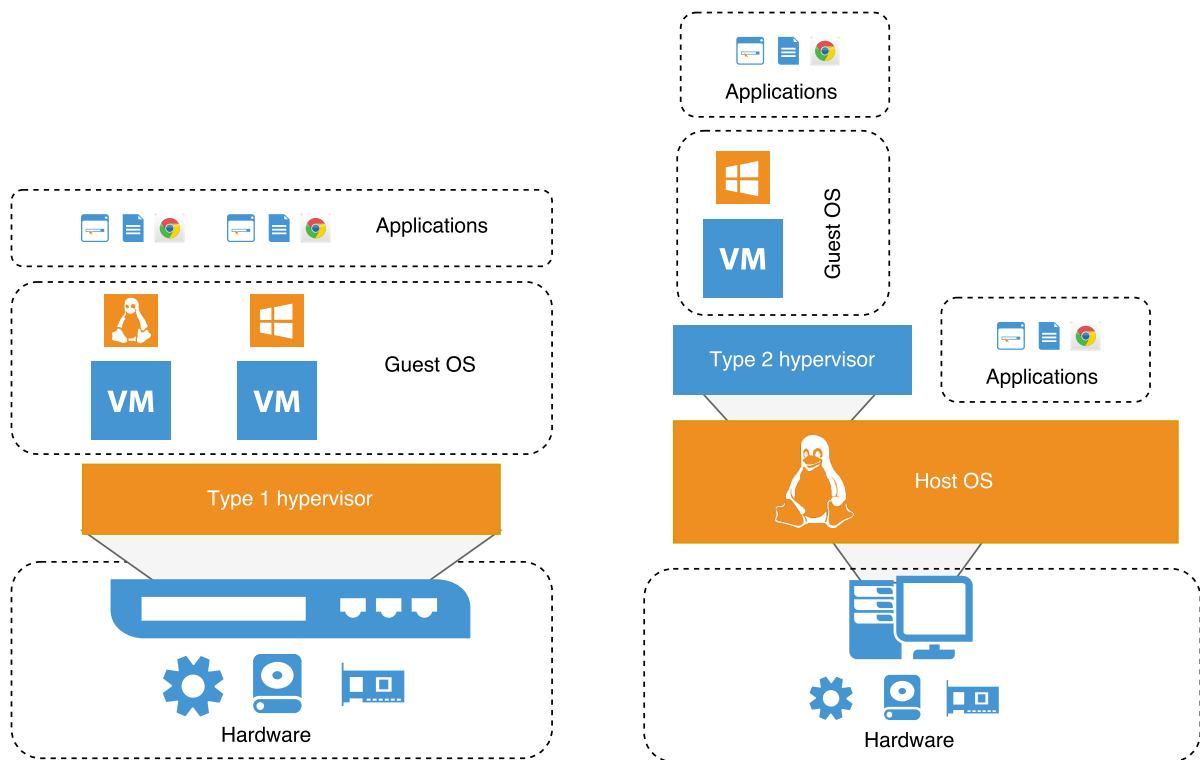 Applications
VM
VM
Guest OS
Type 1 hypervisor
Hardware
Applications
VM
Guest OS
Type 2 hypervisor
Applications
Host OS
Hardware